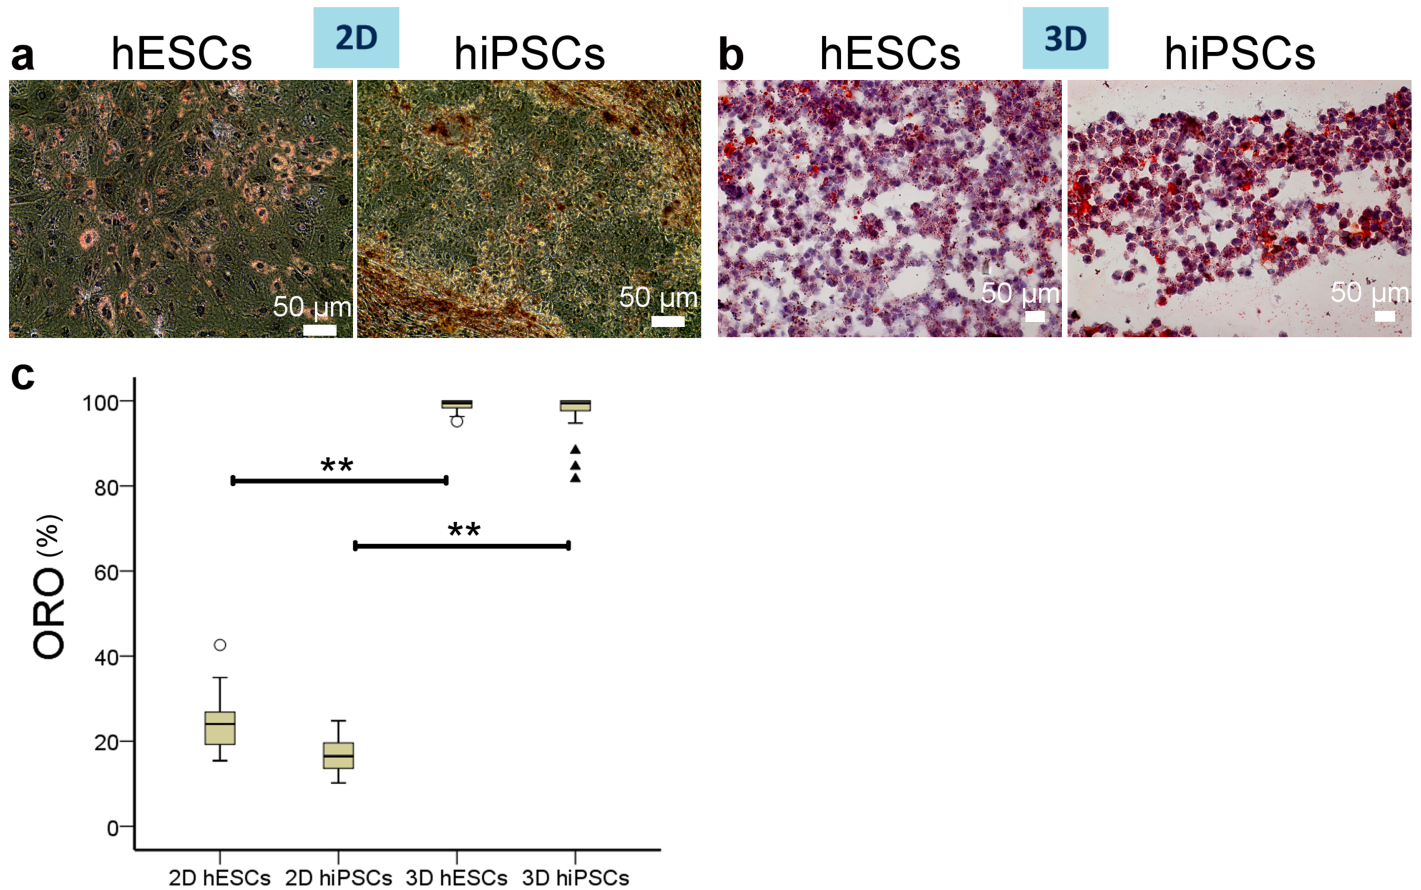 a hESCs 2D hiPSCs b hESCs 3D hiPSCs
50 µm 50 µm 50 µm 50 µm
c
100
80
60
40
20
0
ORO (%)
**
**
2D hESCs 2D hiPSCs 3D hESCs 3D hiPSCs